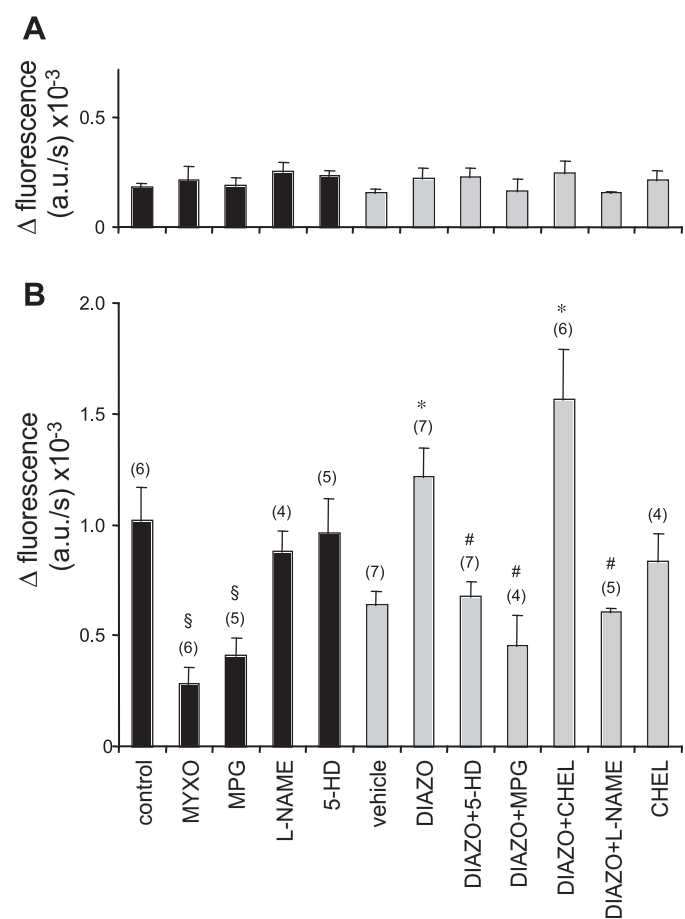 A
Δ fluorescence
(a.u./s) x10-3
0.5
0
B
Δ fluorescence
(a.u./s) x10-3
2.0
1.5
1.0
0.5
0
(6)
§
(6)
§
(5)
(4)
(5)
(7)
*
(7)
#
(7)
#
(4)
*
(6)
#
(5)
(4)
control
MYXO
MPG
L-NAME
5-HD
vehicle
DIAZO
DIAZO+5-HD
DIAZO+MPG
DIAZO+CHEL
DIAZO+L-NAME
CHEL